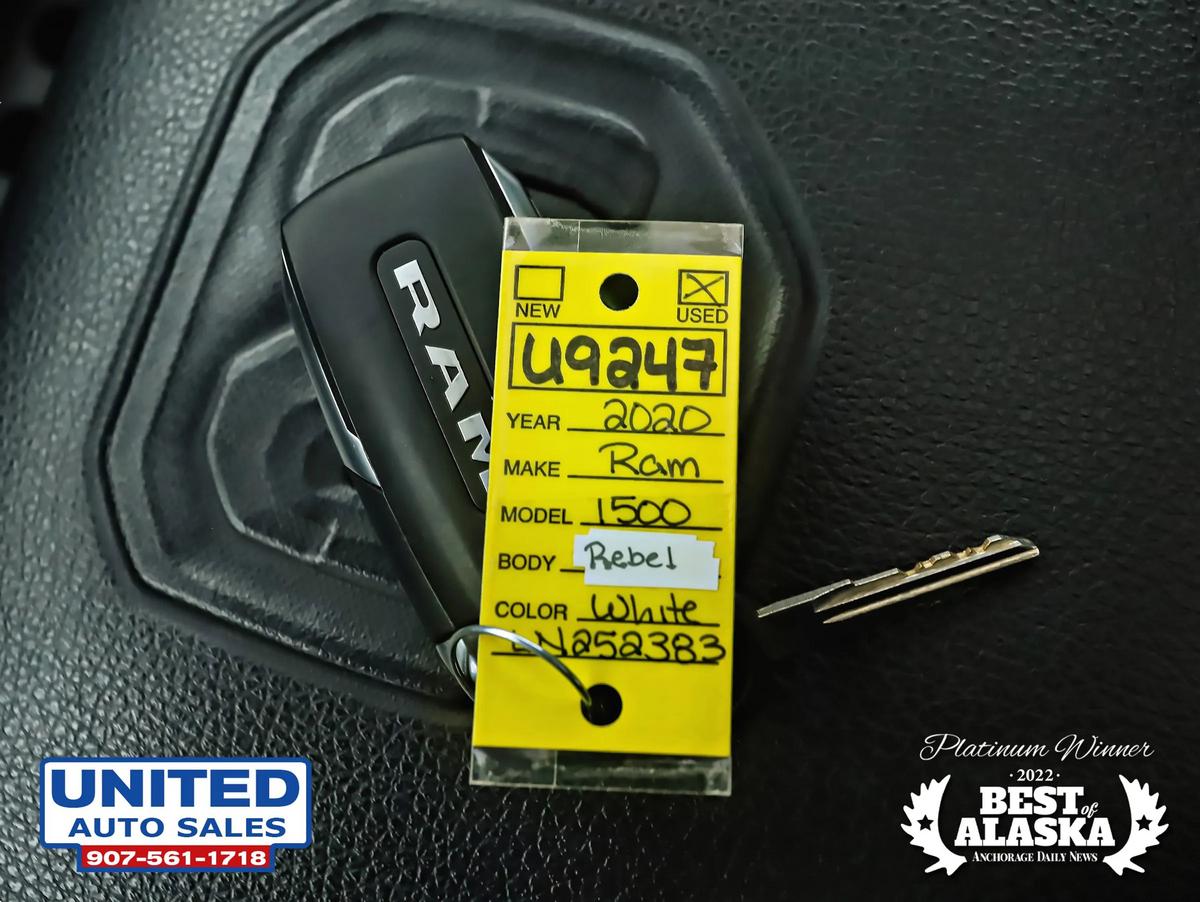 RAM
NEW USED
U9247
YEAR 2020
MAKE Ram
MODEL 1500
BODY Rebel
COLOR White
LN252383
UNITED
AUTO SALES
907-561-1718
Platinum Winner
·2022·
BEST of
ALASKA
ANCHORAGE DAILY NEWS